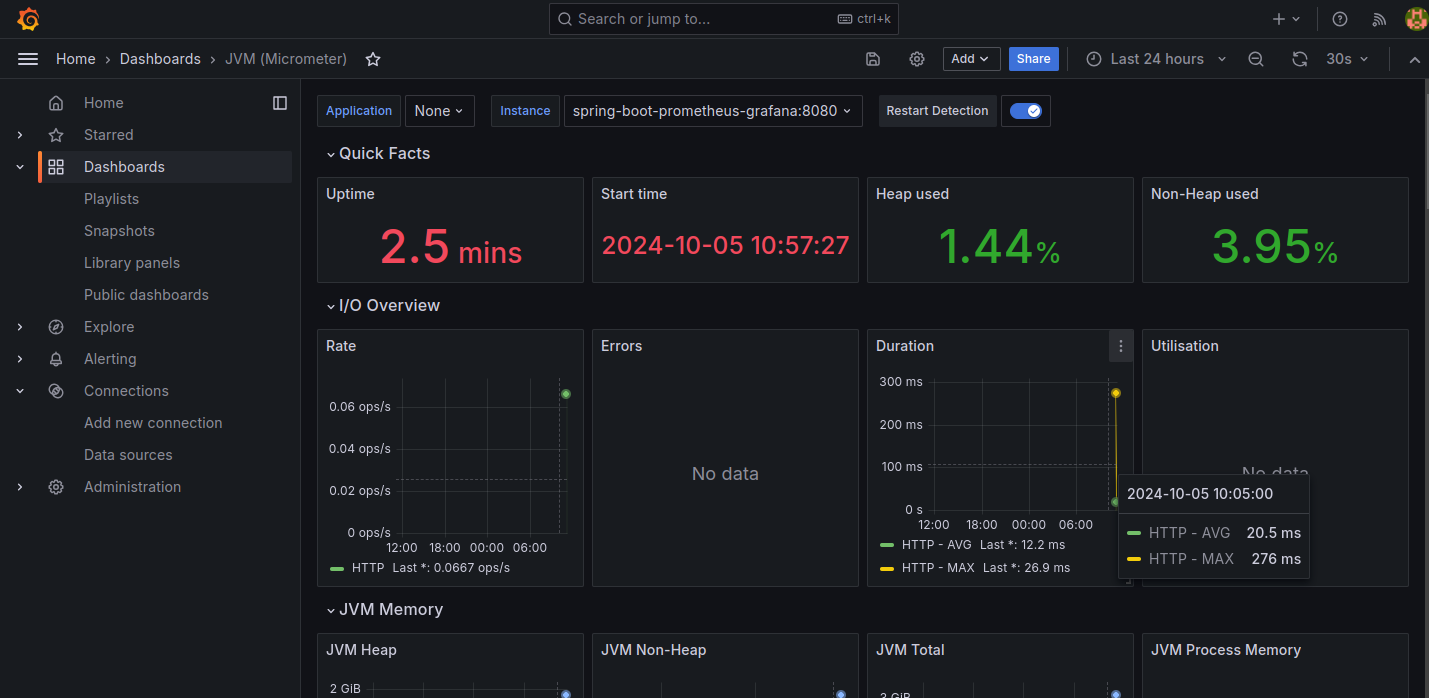 Search or jump to...
ctrl+k
Home › Dashboards › JVM (Micrometer)
Add
Share
Last 24 hours
30s
Home
Starred
Dashboards
Playlists
Snapshots
Library panels
Public dashboards
Explore
Alerting
Connections
Add new connection
Data sources
Administration
Application
None
Instance
spring-boot-prometheus-grafana:8080
Restart Detection
Quick Facts
Uptime
2.5 mins
Start time
2024-10-05 10:57:27
Heap used
1.44%
Non-Heap used
3.95%
I/O Overview
Rate
0.06 ops/s
0.04 ops/s
0.02 ops/s
0 ops/s
12:00 18:00 00:00 06:00
HTTP Last *: 0.0667 ops/s
Errors
No data
Duration
300 ms
200 ms
100 ms
0 s
12:00 18:00 00:00 06:00
HTTP - AVG Last *: 12.2 ms
HTTP - MAX Last *: 26.9 ms
Utilisation
No data
2024-10-05 10:05:00
HTTP - AVG 20.5 ms
HTTP - MAX 276 ms
JVM Memory
JVM Heap
2 GiB
JVM Non-Heap
JVM Total
3 GiB
JVM Process Memory